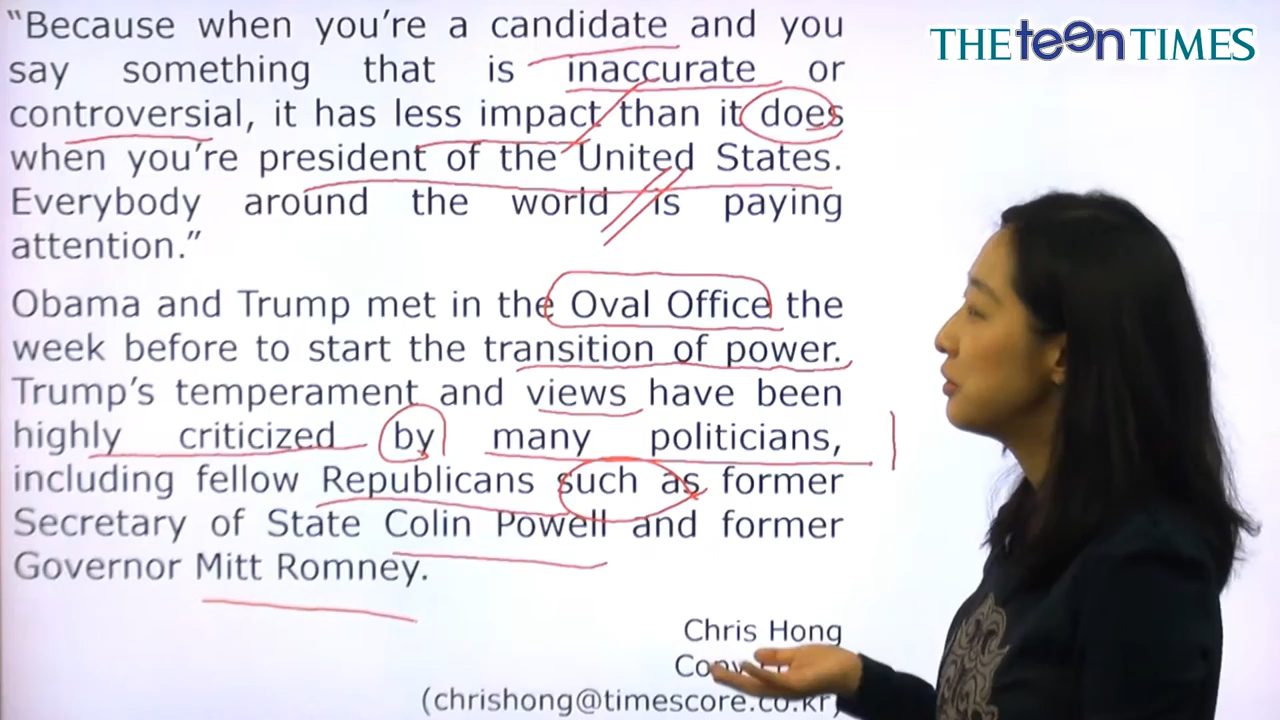 THE teen TIMES
“Because when you’re a candidate and you
say something that is inaccurate or
controversial, it has less impact than it does
when you’re president of the United States.
Everybody around the world is paying
attention.”
Obama and Trump met in the Oval Office the
week before to start the transition of power.
Trump’s temperament and views have been
highly criticized by many politicians,
including fellow Republicans such as former
Secretary of State Colin Powell and former
Governor Mitt Romney.
Chris Hong
(chrishong@timescore.co.kr)